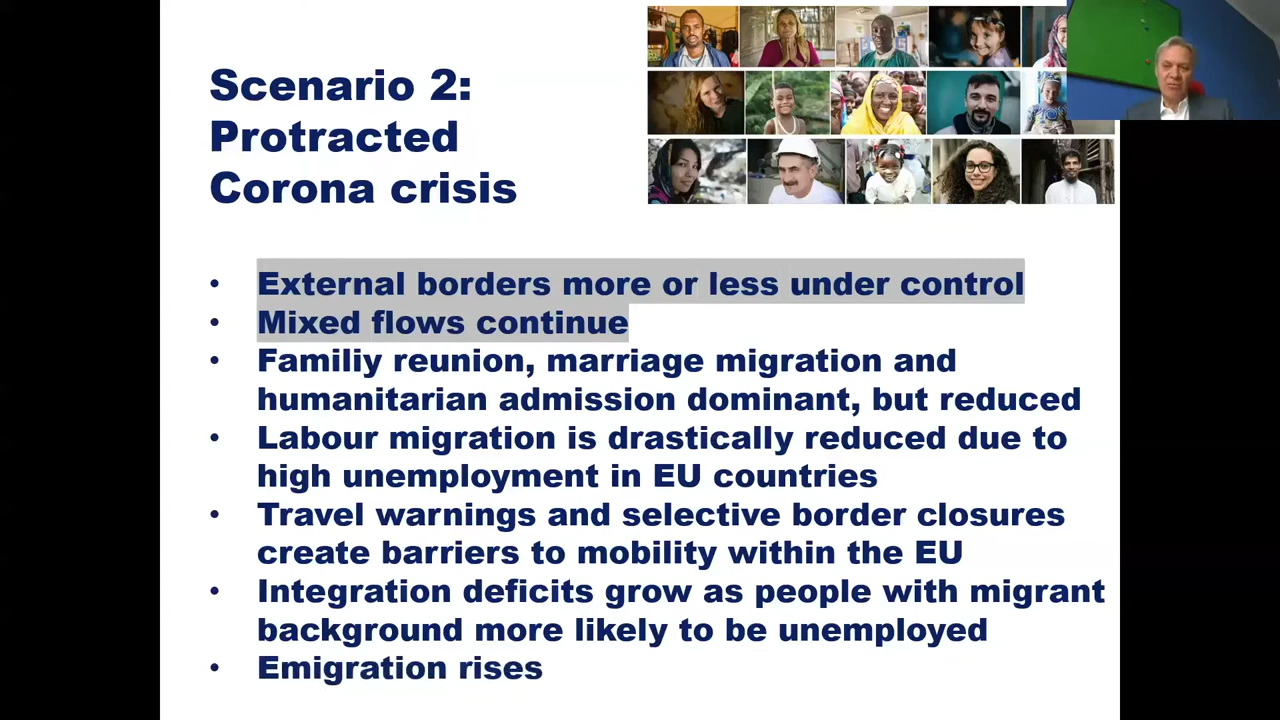 Scenario 2:
Protracted
Corona crisis
• External borders more or less under control
• Mixed flows continue
• Familiy reunion, marriage migration and
humanitarian admission dominant, but reduced
• Labour migration is drastically reduced due to
high unemployment in EU countries
• Travel warnings and selective border closures
create barriers to mobility within the EU
• Integration deficits grow as people with migrant
background more likely to be unemployed
• Emigration rises